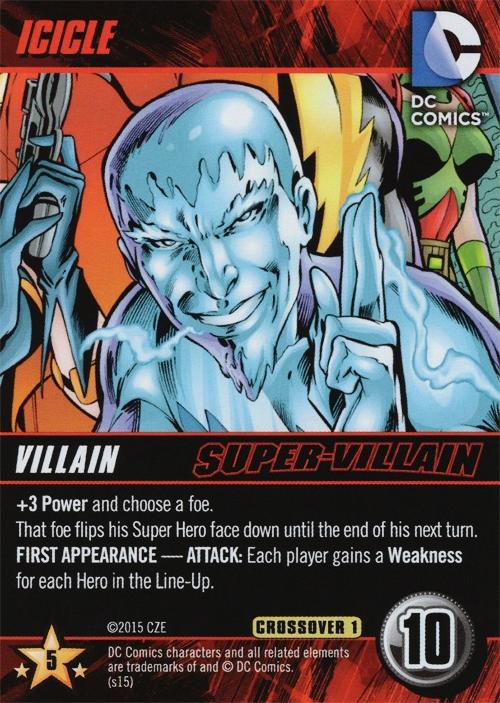 ICICLE
DC
COMICS™
VILLAIN
SUPER-VILLAIN
+3 Power and choose a foe.
That foe flips his Super Hero face down until the end of his next turn.
FIRST APPEARANCE — ATTACK: Each player gains a Weakness
for each Hero in the Line-Up.
©2015 CZE
CROSSOVER 1
5
DC Comics characters and all related elements
are trademarks of and © DC Comics.
(s15)
10